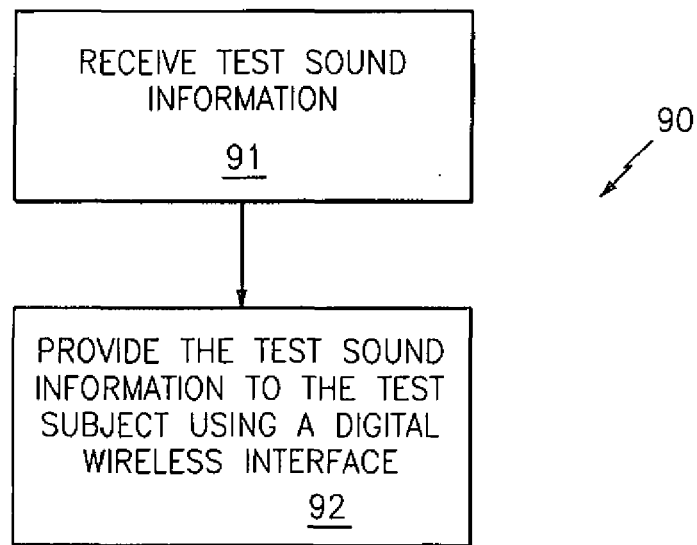 RECEIVE TEST SOUND
INFORMATION
91
90
PROVIDE THE TEST SOUND
INFORMATION TO THE TEST
SUBJECT USING A DIGITAL
WIRELESS INTERFACE
92